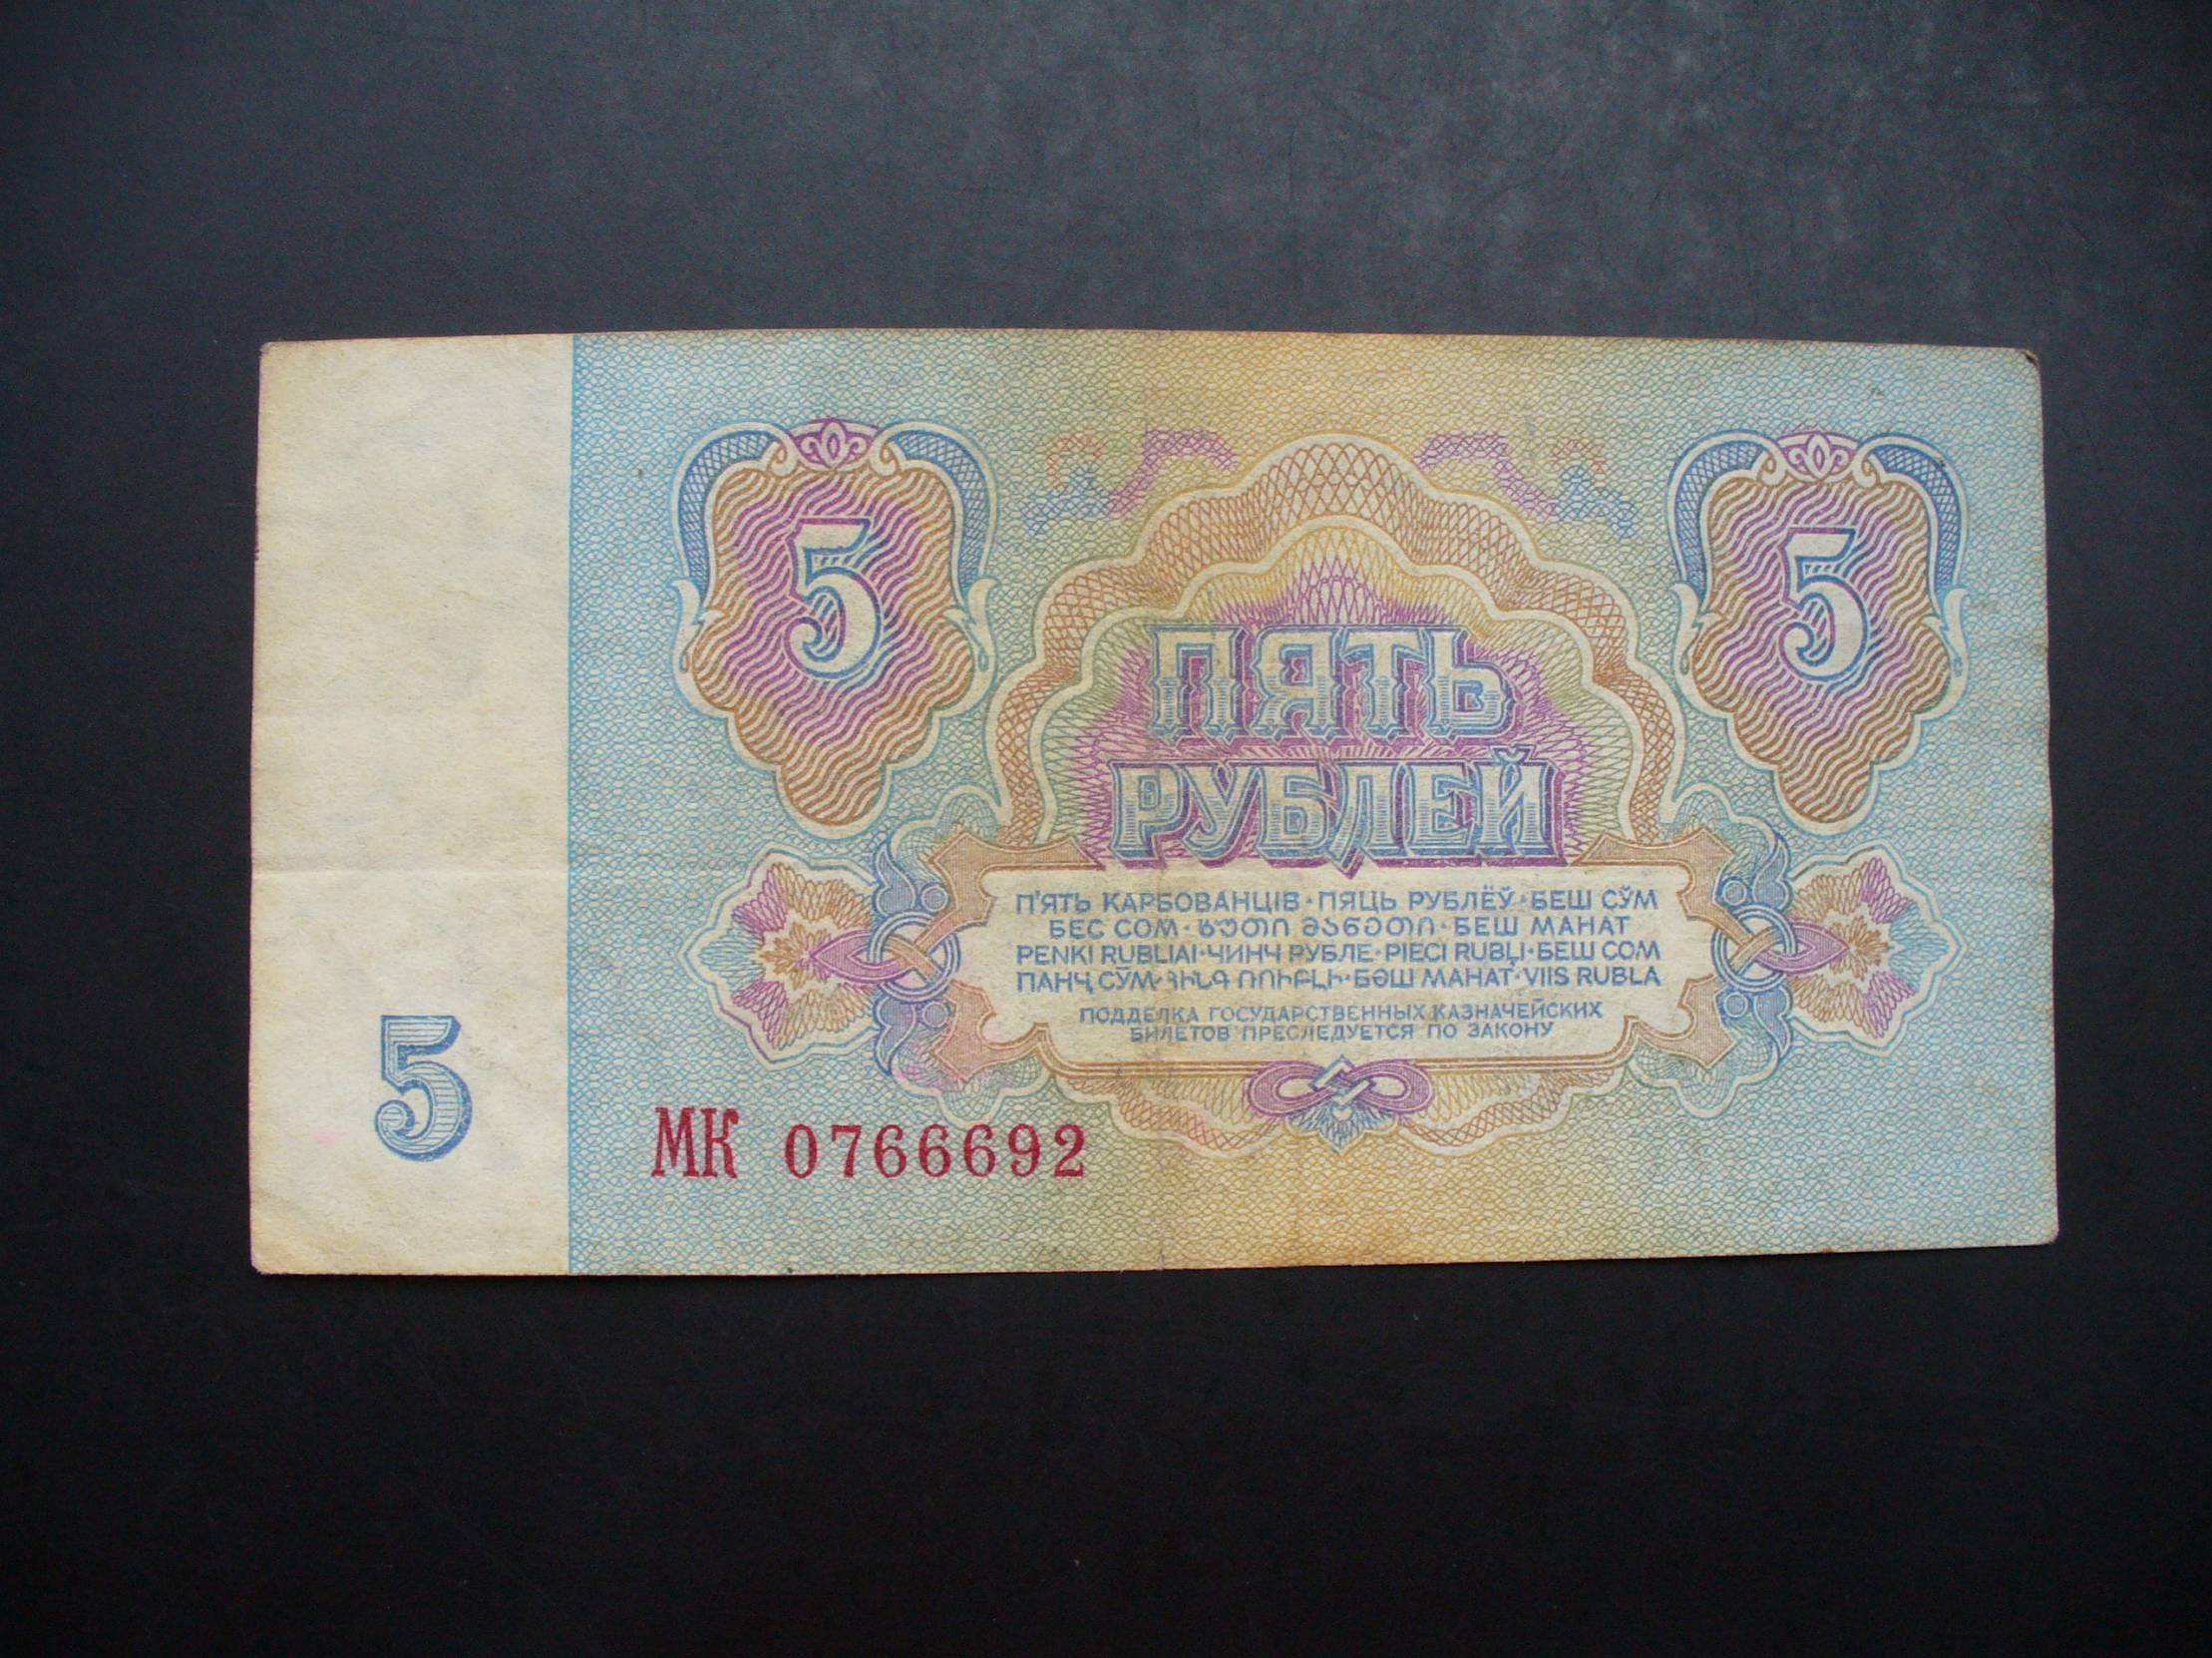 5
5
ПЯТЬ
РУБЛЕЙ
П'ЯТЬ КАРБОВАНЦІВ·ПЯЦЬ РУБЛЁЎ·БЕШ СЎМ
БЕС СОМ·ხუთი მანეთი·БЕШ МАНАТ
PENKI RUBLIAI·ЧИНЧ РУБЛЕ·PIECI RUBĻI·БЕШ СОМ
ПАНҶ СЎМ·ՀԻՆԳ ՌՈՒԲԼԻ·БӘШ МАНАТ·VIIS RUBLA
ПОДДЕЛКА ГОСУДАРСТВЕННЫХ КАЗНАЧЕЙСКИХ
БИЛЕТОВ ПРЕСЛЕДУЕТСЯ ПО ЗАКОНУ
5
МК 0766692